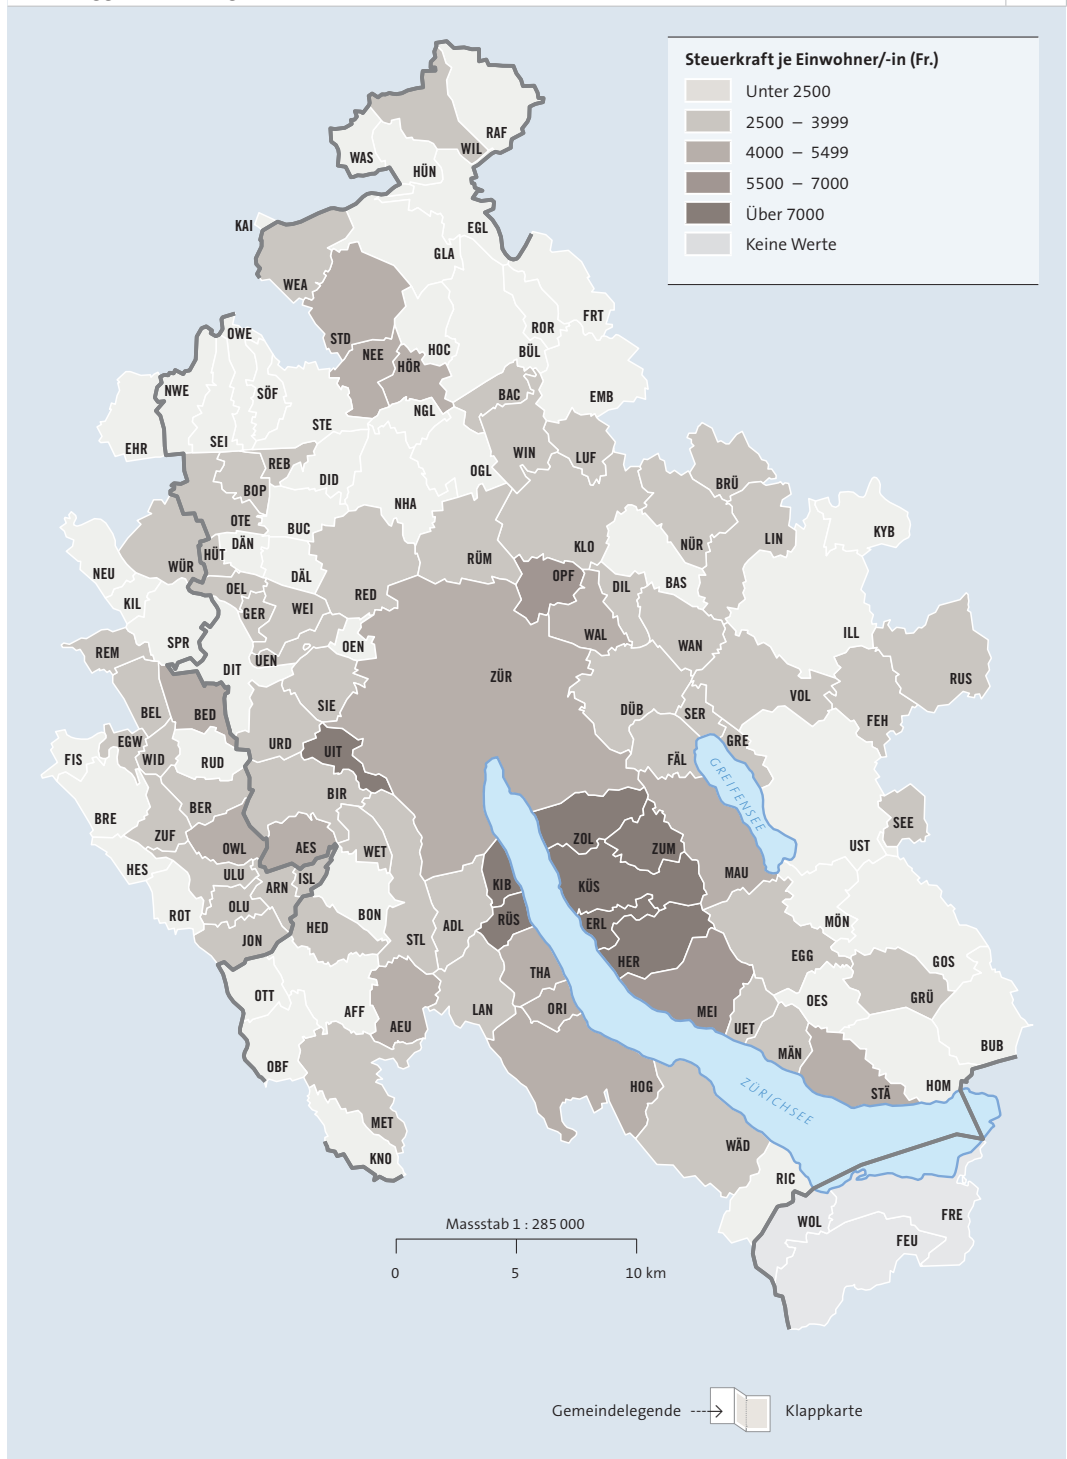 Steuerkraft je Einwohner/-in (Fr.)
Unter 2500
2500 – 3999
4000 – 5499
5500 – 7000
Über 7000
Keine Werte
RAF
WIL
WAS
HÜN
KAI
EGL
GLA
WEA
FRT
ROR
OWE
STD
NEE
HOC
BÜL
HÖR
NWE
SÖF
BAC
EMB
NGL
STE
SEI
EHR
WIN
LUF
REB
OGL
DID
BRÜ
BOP
NHA
OTE
BUC
KYB
LIN
DÄN
NÜR
KLO
HÜT
RÜM
WÜR
NEU
DÄL
OPF
BAS
DIL
OEL
RED
KIL
GER
WEI
ILL
WAL
SPR
OEN
WAN
REM
UEN
DIT
ZÜR
RUS
VOL
SIE
BEL
BED
DÜB
SER
FEH
EGW
URD
GRE
UIT
FIS
WID
RUD
FÄL
GREIFENSEE
BIR
BER
BRE
SEE
ZUF
ZOL
OWL
AES
WET
ZUM
UST
HES
ULU
ISL
MAU
ARN
KIB
KÜS
OLU
ROT
BON
RÜS
MÖN
HED
ADL
ERL
JON
STL
EGG
HER
GOS
THA
OTT
OES
GRÜ
AFF
LAN
ORI
MEI
AEU
UET
BUB
MÄN
OBF
HOG
HOM
ZÜRICHSEE
STÄ
MET
WÄD
KNO
RIC
FRE
WOL
FEU
Massstab 1 : 285 000
0 5 10 km
Gemeindelegende Klappkarte